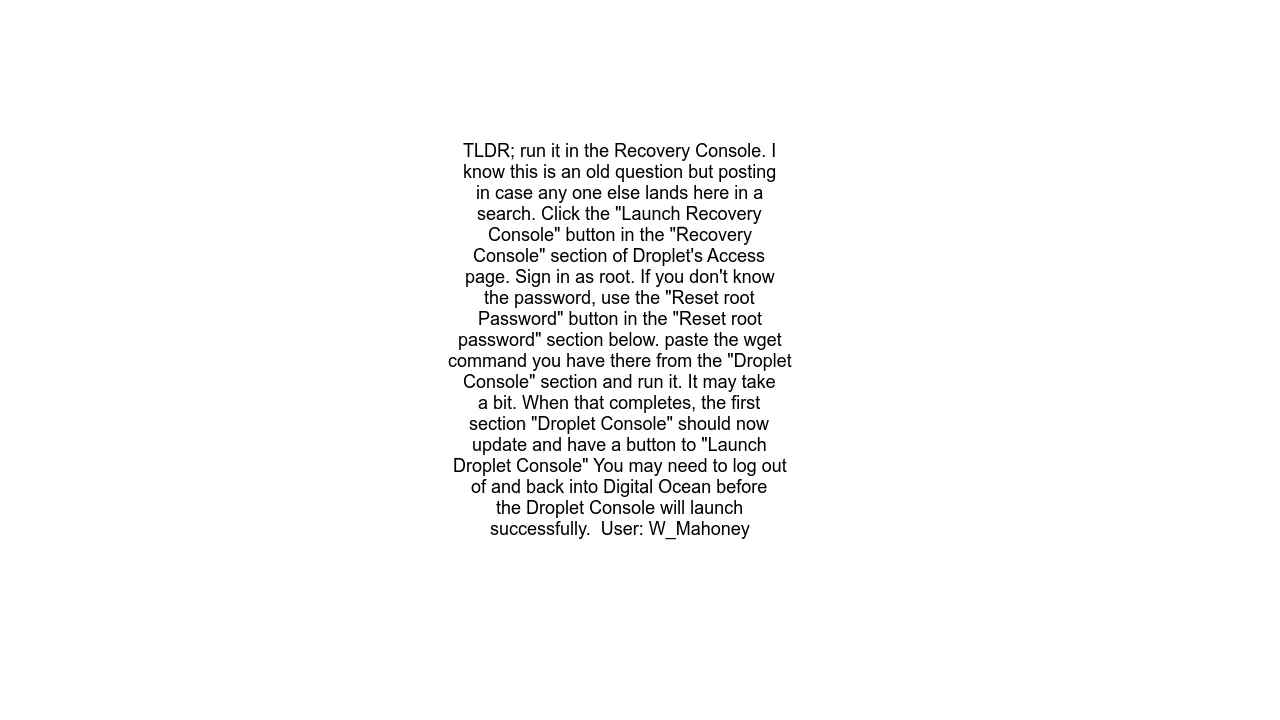 TLDR; run it in the Recovery Console. I
know this is an old question but posting
in case any one else lands here in a
search. Click the "Launch Recovery
Console" button in the "Recovery
Console" section of Droplet's Access
page. Sign in as root. If you don't know
the password, use the "Reset root
Password" button in the "Reset root
password" section below. paste the wget
command you have there from the "Droplet
Console" section and run it. It may take
a bit. When that completes, the first
section "Droplet Console" should now
update and have a button to "Launch
Droplet Console" You may need to log out
of and back into Digital Ocean before
the Droplet Console will launch
successfully.  User: W_Mahoney